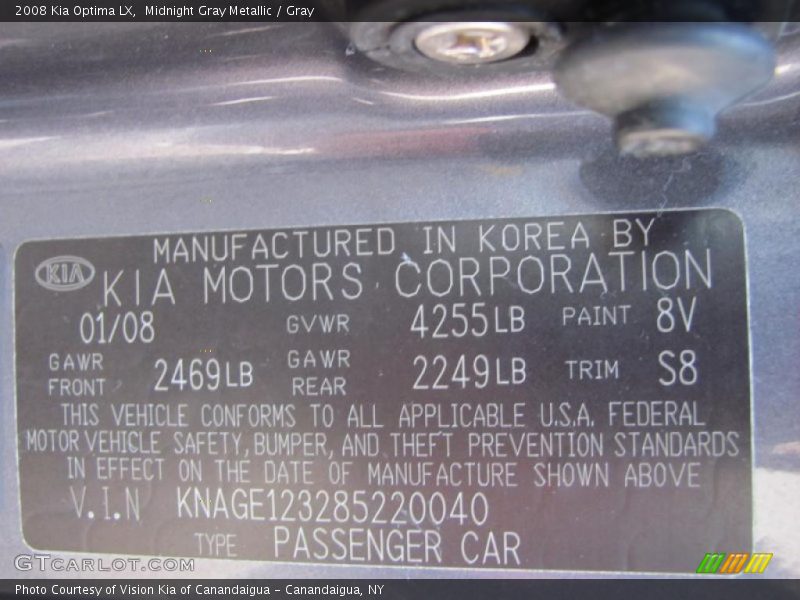 2008 Kia Optima LX,  Midnight Gray Metallic / Gray
MANUFACTURED IN KOREA BY
KIA KIA MOTORS CORPORATION
01/08 GVWR 4255LB PAINT 8V
GAWR FRONT 2469LB GAWR REAR 2249LB TRIM S8
THIS VEHICLE CONFORMS TO ALL APPLICABLE U.S.A. FEDERAL
MOTOR VEHICLE SAFETY, BUMPER, AND THEFT PREVENTION STANDARDS
IN EFFECT ON THE DATE OF MANUFACTURE SHOWN ABOVE
V.I.N KNAGE123285220040
TYPE PASSENGER CAR
GTCARLOT.COM
Photo Courtesy of Vision Kia of Canandaigua - Canandaigua, NY